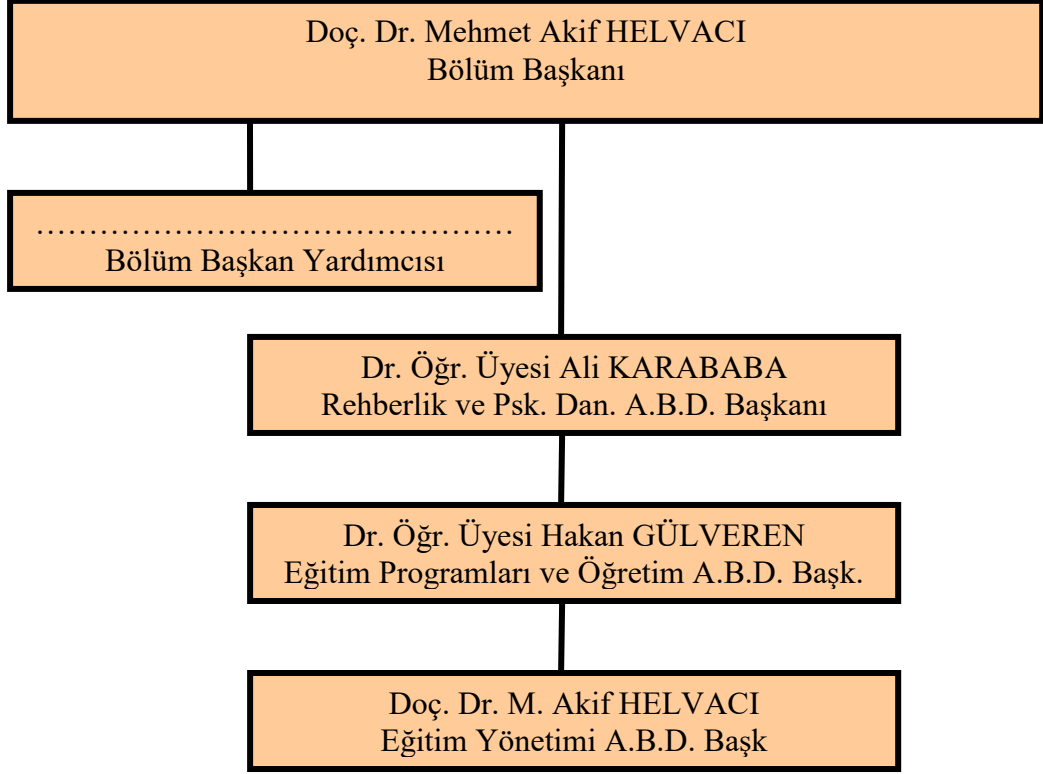 Doç. Dr. Mehmet Akif HELVACI
Bölüm Başkanı
…………………………………………
Bölüm Başkan Yardımcısı
Dr. Öğr. Üyesi Ali KARABABA
Rehberlik ve Psk. Dan. A.B.D. Başkanı
Dr. Öğr. Üyesi Hakan GÜLVEREN
Eğitim Programları ve Öğretim A.B.D. Başk.
Doç. Dr. M. Akif HELVACI
Eğitim Yönetimi A.B.D. Başk